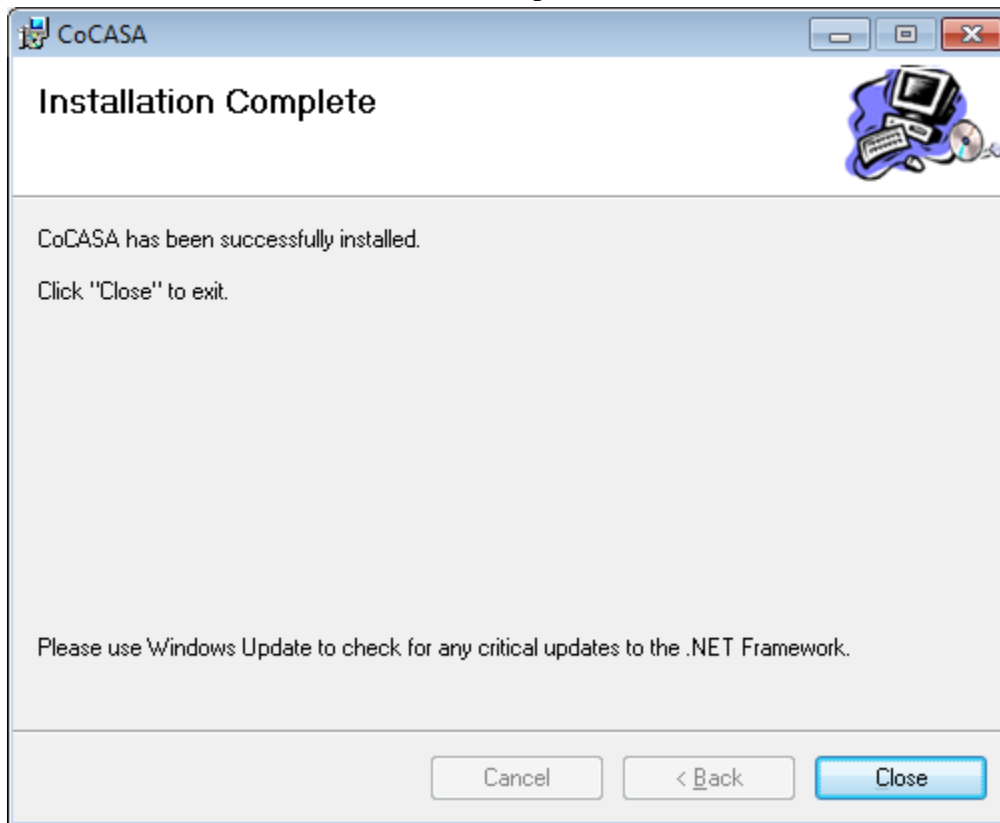 CoCASA
Installation Complete
CoCASA has been successfully installed.
Click "Close" to exit.
Please use Windows Update to check for any critical updates to the .NET Framework.
Cancel
< Back
Close